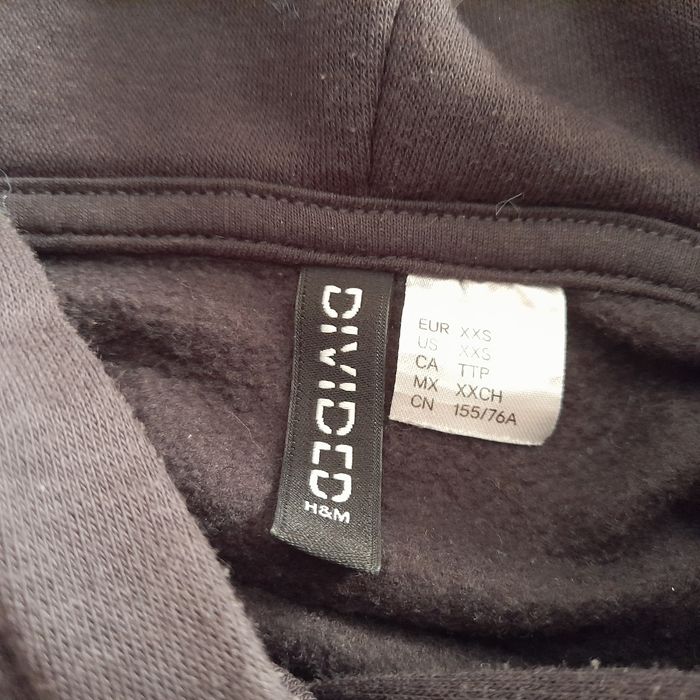 DIVIDED
H&M
EUR XXS
US XXS
CA TTP
MX XXCH
CN 155/76A